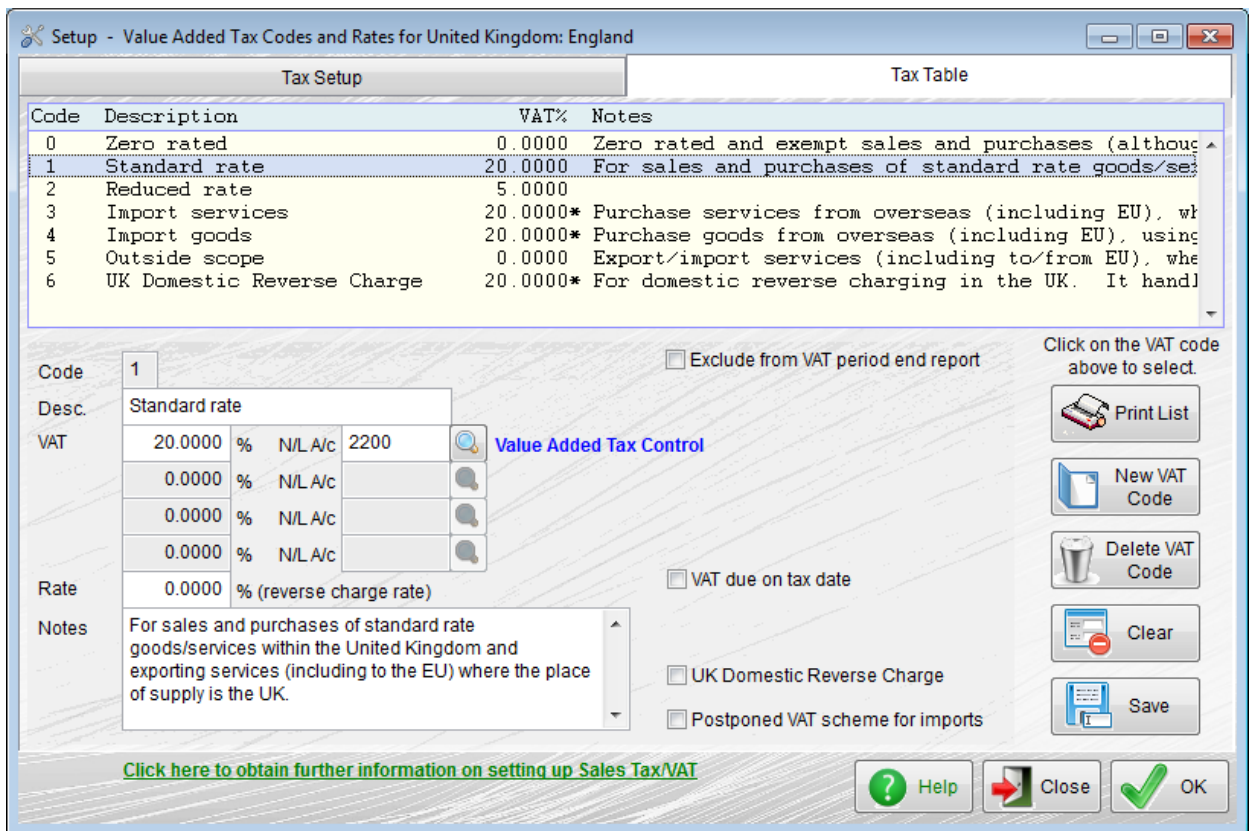 Setup - Value Added Tax Codes and Rates for United Kingdom: England
Tax Setup Tax Table
Code Description VAT% Notes
0 Zero rated 0.0000 Zero rated and exempt sales and purchases (althoug
1 Standard rate 20.0000 For sales and purchases of standard rate goods/se
2 Reduced rate 5.0000
3 Import services 20.0000* Purchase services from overseas (including EU), wh
4 Import goods 20.0000* Purchase goods from overseas (including EU), using
5 Outside scope 0.0000 Export/import services (including to/from EU), whe
6 UK Domestic Reverse Charge 20.0000* For domestic reverse charging in the UK. It handl
Click on the VAT code
above to select.
Code 1 Exclude from VAT period end report
Desc. Standard rate
Print List
VAT 20.0000 % N/L A/c 2200 Value Added Tax Control
0.0000 % N/L A/c
New VAT
Code
0.0000 % N/L A/c
0.0000 % N/L A/c
Delete VAT
Code
Rate 0.0000 % (reverse charge rate) VAT due on tax date
Notes For sales and purchases of standard rate
goods/services within the United Kingdom and
exporting services (including to the EU) where the place
of supply is the UK.
Clear
UK Domestic Reverse Charge
Save
Postponed VAT scheme for imports
Click here to obtain further information on setting up Sales Tax/VAT
Help Close OK